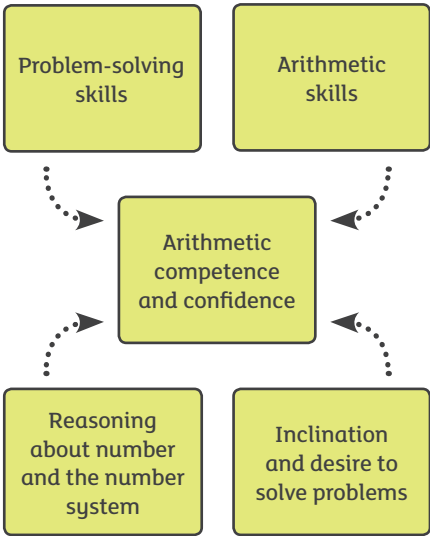 Problem-solving
skills
Arithmetic
skills
Arithmetic
competence
and confidence
Reasoning
about number
and the number
system
Inclination
and desire to
solve problems